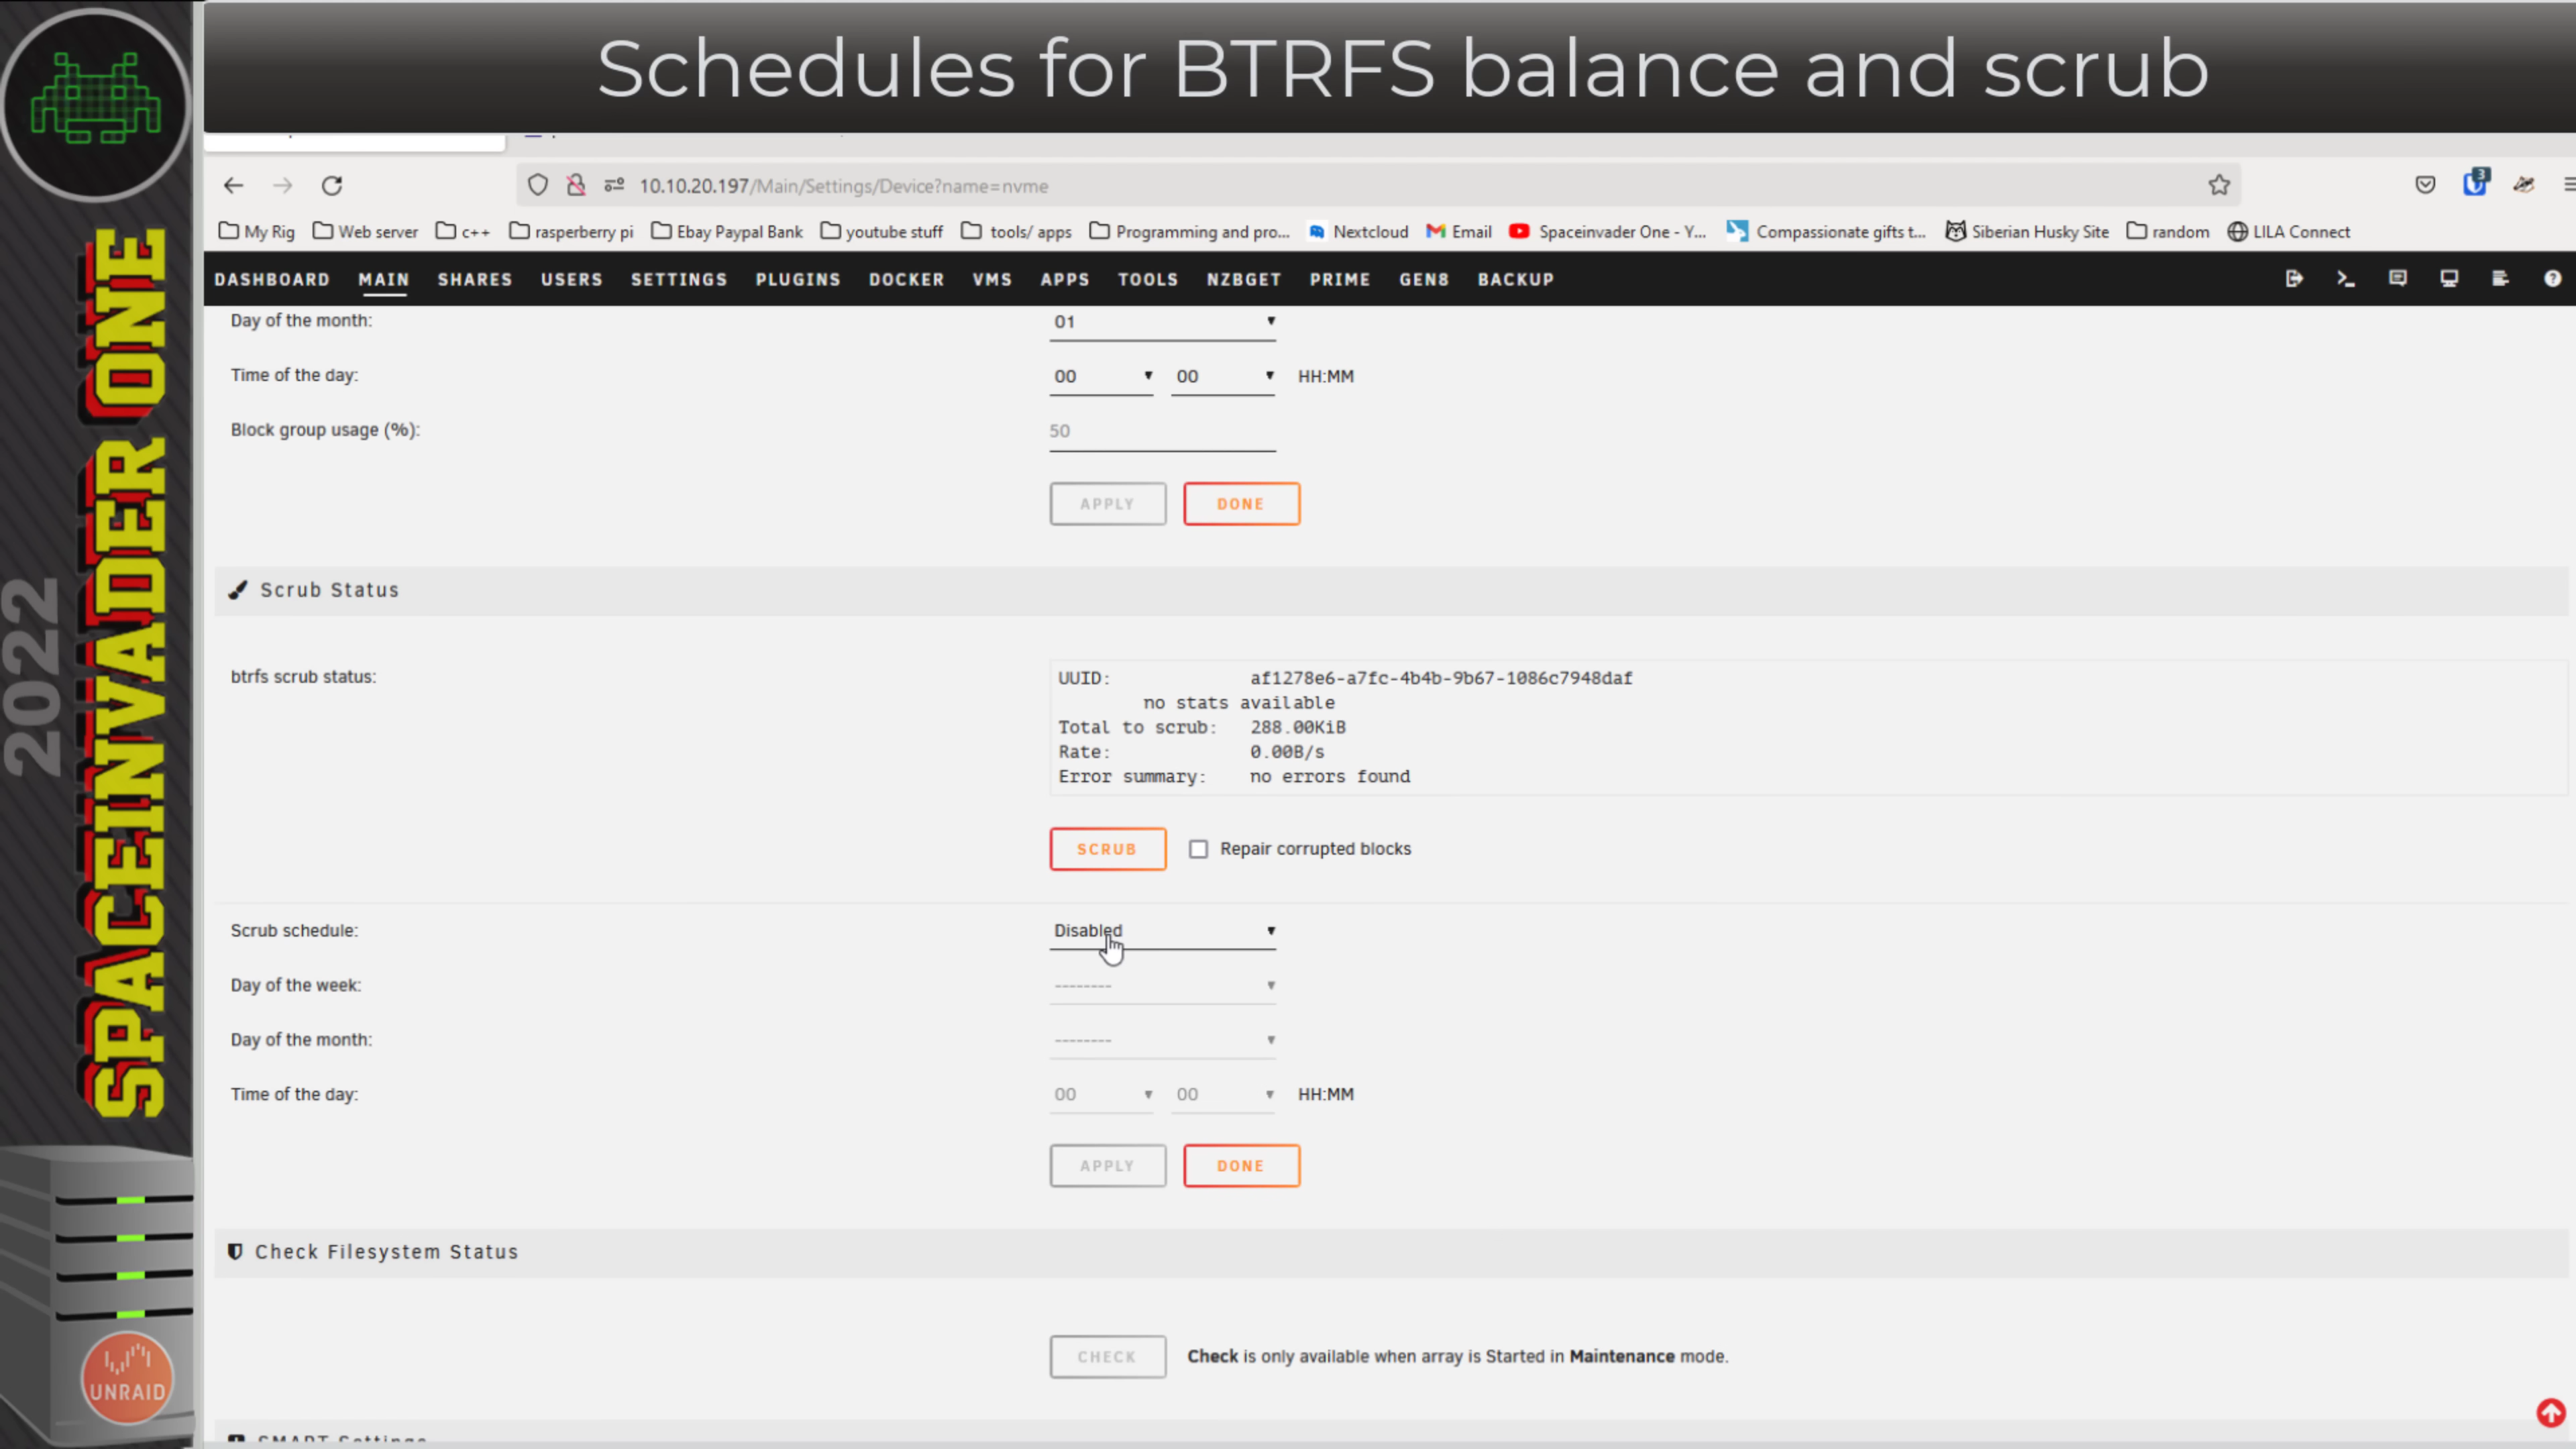 Schedules for BTRFS balance and scrub
SPACEINVADER ONE
2022
UNRAID
10.10.20.197/Main/Settings/Device?name=nvme
3
My Rig Web server c++ rasperberry pi Ebay Paypal Bank youtube stuff tools/ apps Programming and pro... Nextcloud Email Spaceinvader One - Y... Compassionate gifts t... Siberian Husky Site random LILA Connect
DASHBOARD MAIN SHARES USERS SETTINGS PLUGINS DOCKER VMS APPS TOOLS NZBGET PRIME GEN8 BACKUP
Day of the month: 01
Time of the day: 00 00 HH:MM
Block group usage (%): 50
APPLY DONE
Scrub Status
btrfs scrub status: UUID: af1278e6-a7fc-4b4b-9b67-1086c7948daf
no stats available
Total to scrub: 288.00KiB
Rate: 0.00B/s
Error summary: no errors found
SCRUB Repair corrupted blocks
Scrub schedule: Disabled
Day of the week: --------
Day of the month: --------
Time of the day: 00 00 HH:MM
APPLY DONE
Check Filesystem Status
CHECK Check is only available when array is Started in Maintenance mode.
SMART Settings